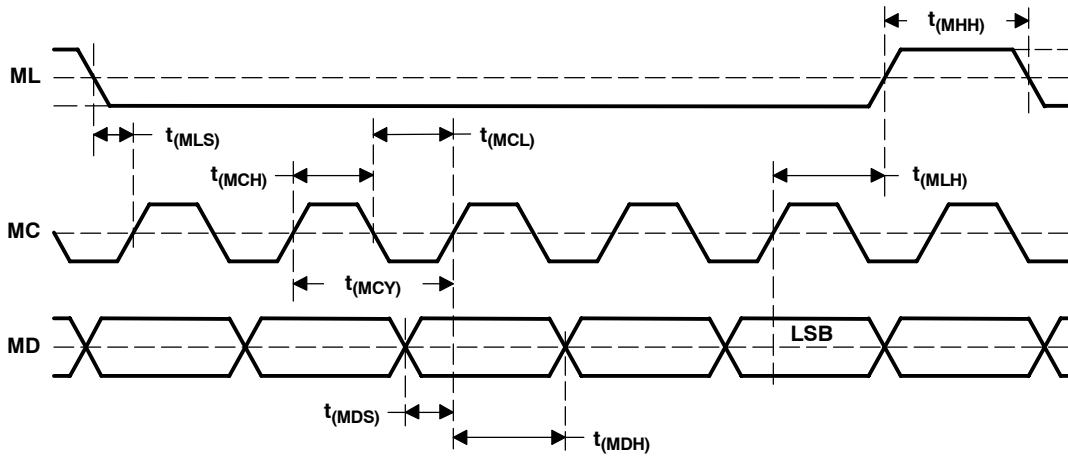 t(MHH)
ML
t(MLS)
t(MCL)
t(MCH)
t(MLH)
MC
t(MCY)
MD
LSB
t(MDS)
t(MDH)